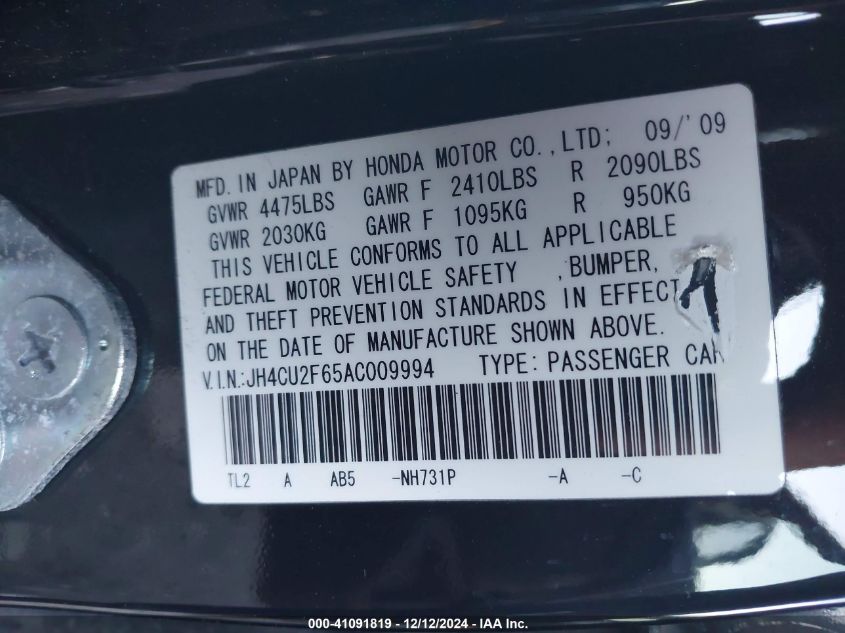 MFD. IN JAPAN BY HONDA MOTOR CO.,LTD; 09/'09
GVWR 4475LBS GAWR F 2410LBS R 2090LBS
GVWR 2030KG GAWR F 1095KG R 950KG
THIS VEHICLE CONFORMS TO ALL APPLICABLE
FEDERAL MOTOR VEHICLE SAFETY ,BUMPER,
AND THEFT PREVENTION STANDARDS IN EFFECT
ON THE DATE OF MANUFACTURE SHOWN ABOVE.
V.I.N.:JH4CU2F65AC009994 TYPE: PASSENGER CAR
TL2 A AB5 -NH731P -A -C
000-41091819 - 12/12/2024 - IAA Inc.